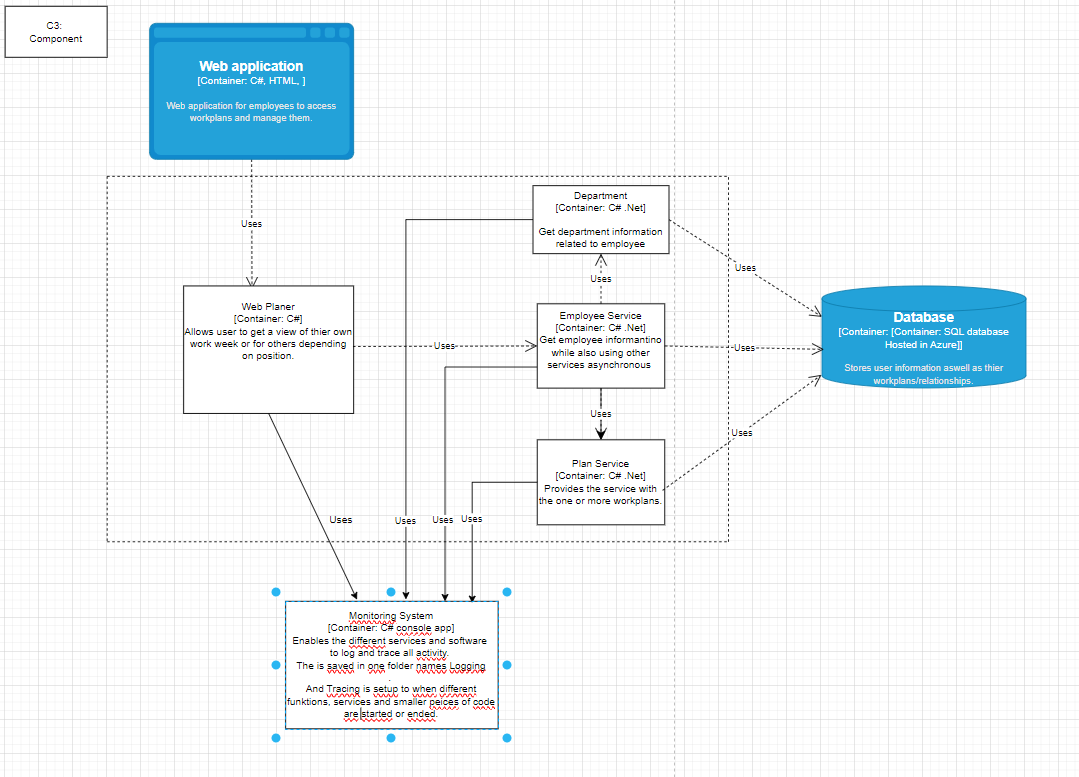 C3:
Component
Web application
[Container: C#, HTML, ]
Web application for employees to access
workplans and manage them.
Uses
Department
[Container: C# .Net]
Get department information
related to employee
Uses
Uses
Web Planer
[Container: C#]
Allows user to get a view of thier own
work week or for others depending
on position.
Uses
Employee Service
[Container: C# .Net]
Get employee informantino
while also using other
services asynchronous
Uses
Database
[Container: [Container: SQL database
Hosted in Azure]]
Stores user information aswell as thier
workplans/relationships.
Uses
Uses
Plan Service
[Container: C# .Net]
Provides the service with
the one or more workplans.
Uses
Uses
Uses
Uses
Monitoring System
[Container: C# console app]
Enables the different services and software
to log and trace all activity.
The is saved in one folder names Logging
.
And Tracing is setup to when different
funktions, services and smaller peices of code
are started or ended.